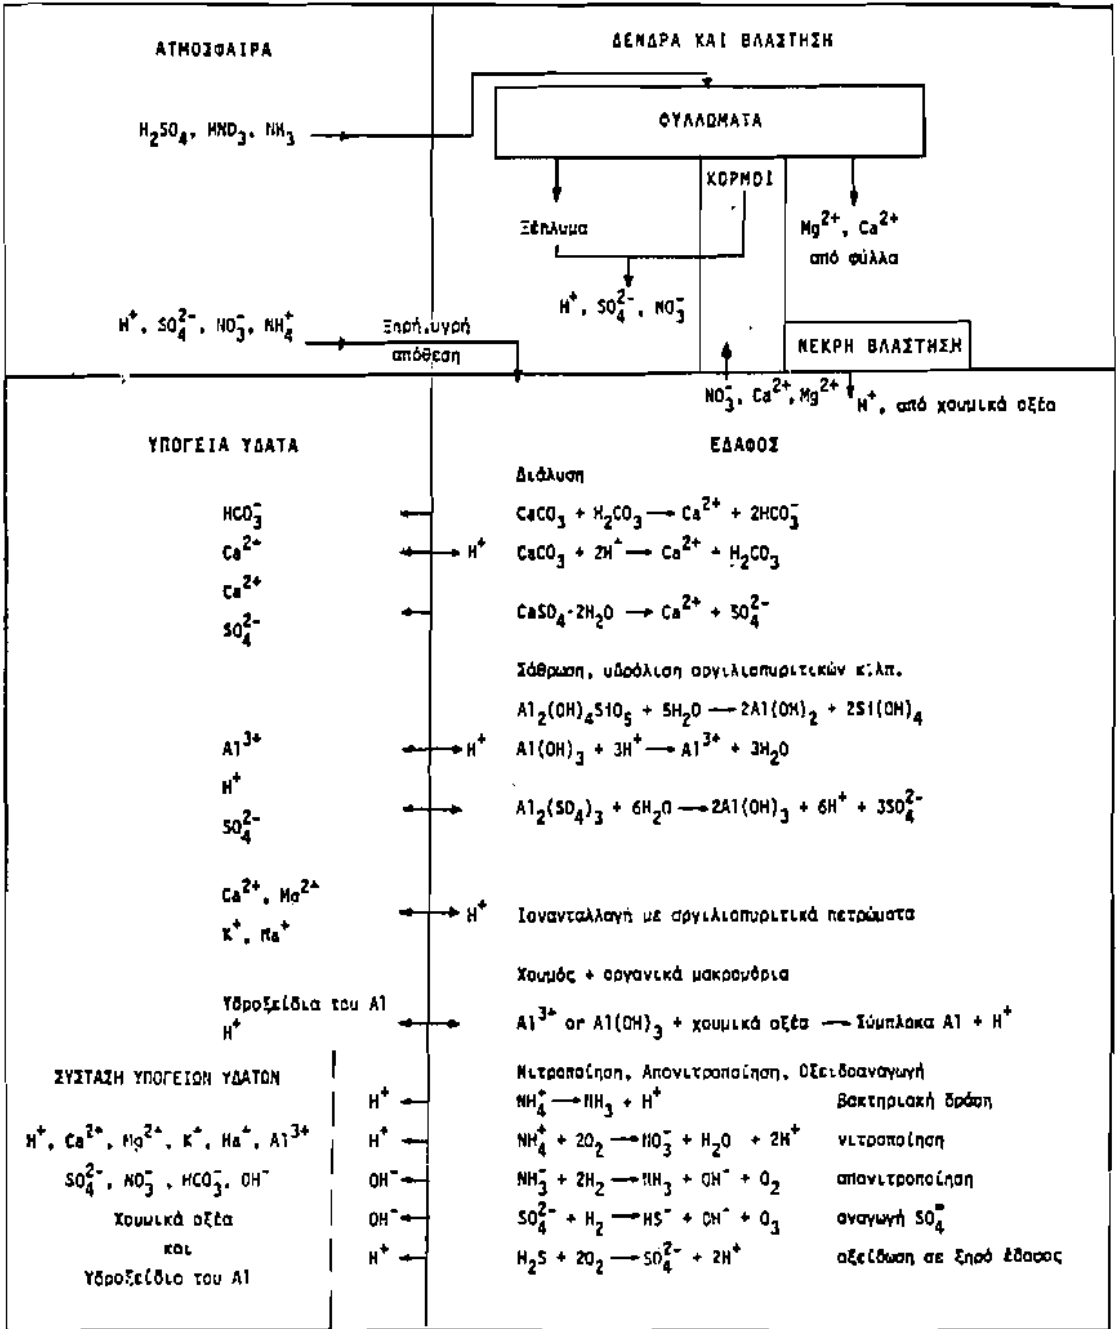 ΑΤΜΟΣΦΑΙΡΑ
ΔΕΝΔΡΑ ΚΑΙ ΒΛΑΣΤΗΣΗ
H₂SO₄, HNO₃, NH₃
ΦΥΛΛΩΜΑΤΑ
ΚΟΡΜΟΙ
Ξέπλυμα
Mg²⁺, Ca²⁺
από φύλλα
H⁺, SO₄²⁻, NO₃⁻
H⁺, SO₄²⁻, NO₃⁻, NH₄⁺
Ξηρή, υγρή
απόθεση
ΝΕΚΡΗ ΒΛΑΣΤΗΣΗ
NO₃⁻, Ca²⁺, Mg²⁺
H⁺, από χουμικά οξέα
ΥΠΟΓΕΙΑ ΥΔΑΤΑ
ΕΔΑΦΟΣ
Διάλυση
HCO₃⁻ ← CaCO₃ + H₂CO₃ → Ca²⁺ + 2HCO₃⁻
Ca²⁺ ↔ H⁺ CaCO₃ + 2H⁺ → Ca²⁺ + H₂CO₃
Ca²⁺
← CaSO₄·2H₂O → Ca²⁺ + SO₄²⁻
SO₄²⁻
Σάθρωση, υδρόλιση αργιλιοπυριτικών κ.λπ.
Al₂(OH)₄SiO₅ + 5H₂O → 2Al(OH)₂ + 2Si(OH)₄
Al³⁺ ↔ H⁺ Al(OH)₃ + 3H⁺ → Al³⁺ + 3H₂O
H⁺
↔ Al₂(SO₄)₃ + 6H₂O → 2Al(OH)₃ + 6H⁺ + 3SO₄²⁻
SO₄²⁻
Ca²⁺, Mg²⁺
↔ H⁺ Ιονανταλλαγή με αργιλιοπυριτικά πετρώματα
K⁺, Na⁺
Χουμός + οργανικά μακρομόρια
Υδροξείδια του Al
H⁺ ↔ Al³⁺ or Al(OH)₃ + χουμικά οξέα → Σύμπλοκα Al + H⁺
ΣΥΣΤΑΣΗ ΥΠΟΓΕΙΩΝ ΥΔΑΤΩΝ
Νιτροποίηση, Απονιτροποίηση, Οξειδοαναγωγή
H⁺ ← NH₄⁺ → NH₃ + H⁺ βακτηριακή δράση
H⁺, Ca²⁺, Mg²⁺, K⁺, Na⁺, Al³⁺
H⁺ ← NH₄⁺ + 2O₂ → NO₃⁻ + H₂O + 2H⁺ νιτροποίηση
SO₄²⁻, NO₃⁻, HCO₃⁻, OH⁻
OH⁻ ← NH₃⁻ + 2H₂ → NH₃ + OH⁻ + O₂ απονιτροποίηση
Χουμικά οξέα
OH⁻ ← SO₄²⁻ + H₂ → HS⁻ + OH⁻ + O₃ αναγωγή SO₄⁼
και
H⁺ ← H₂S + 2O₂ → SO₄²⁻ + 2H⁺ οξείδωση σε ξηρό έδαφος
Υδροξείδιο του Al